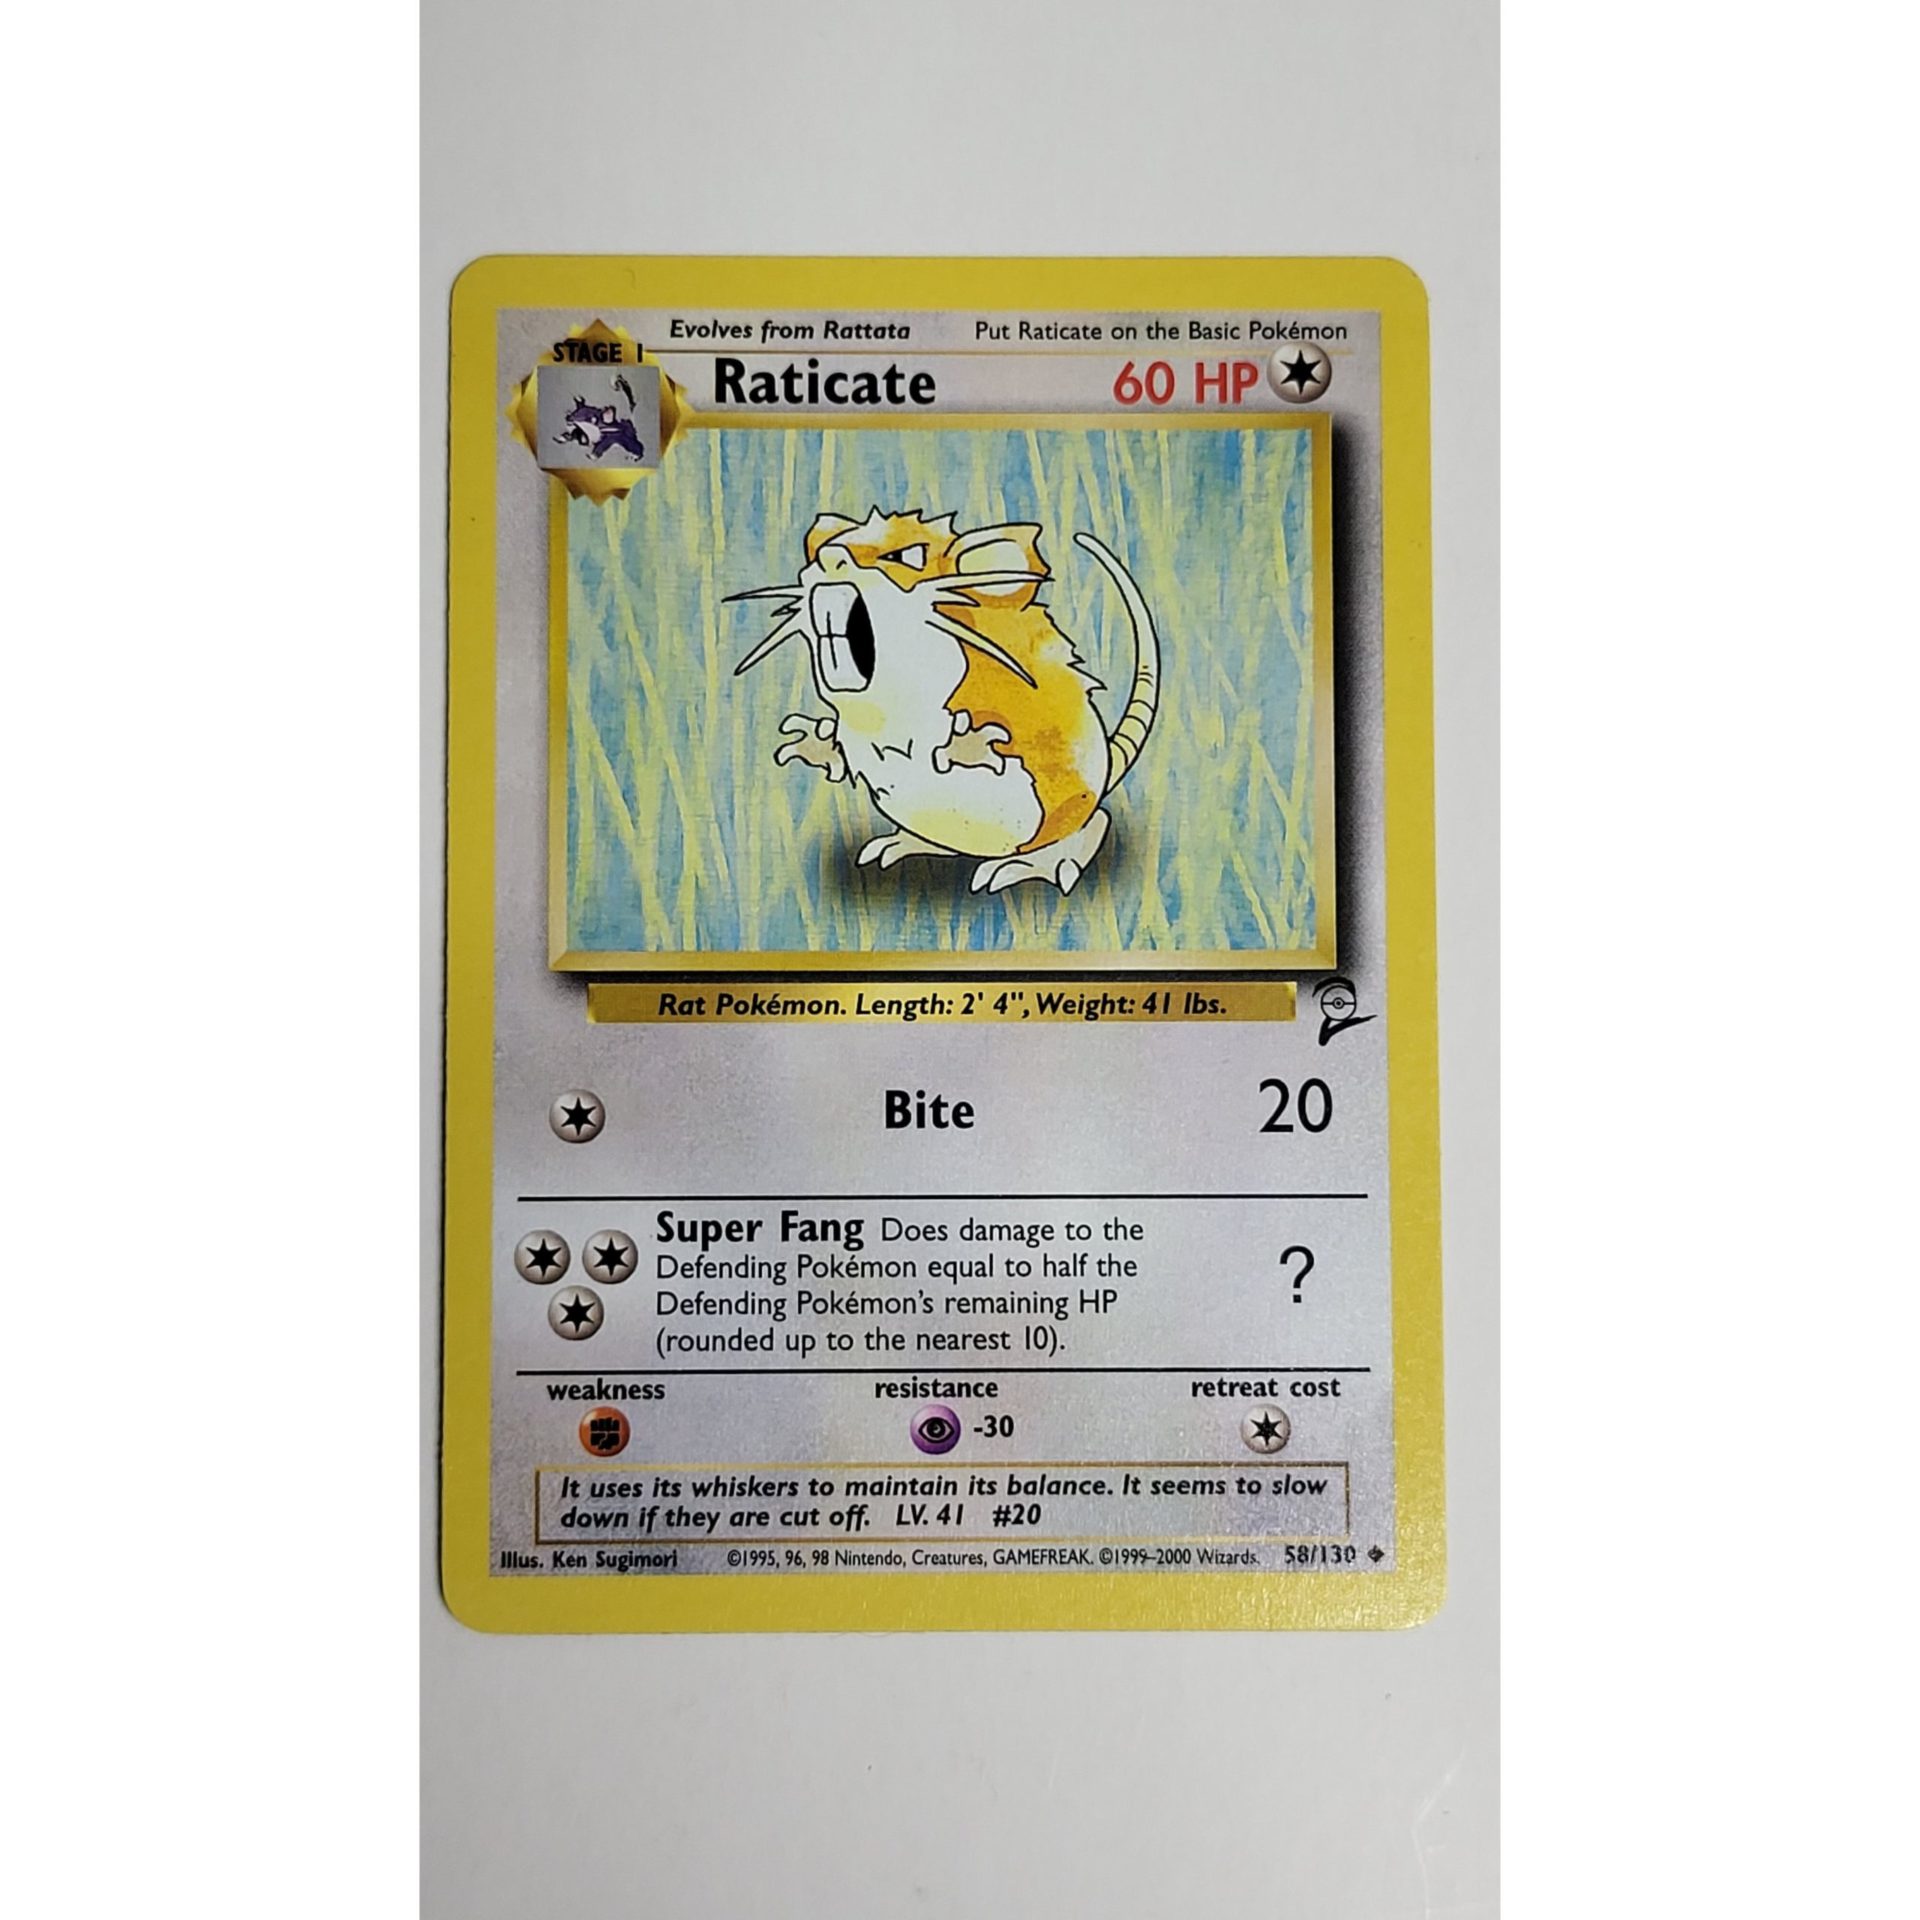 Evolves from Rattata Put Raticate on the Basic Pokémon
STAGE 1
Raticate 60 HP
Rat Pokémon. Length: 2' 4", Weight: 41 lbs.
Bite 20
Super Fang Does damage to the
Defending Pokémon equal to half the
Defending Pokémon's remaining HP
(rounded up to the nearest 10).
?
weakness resistance retreat cost
-30
It uses its whiskers to maintain its balance. It seems to slow
down if they are cut off. LV. 41 #20
Illus. Ken Sugimori ©1995, 96, 98 Nintendo, Creatures, GAMEFREAK. ©1999-2000 Wizards. 58/130